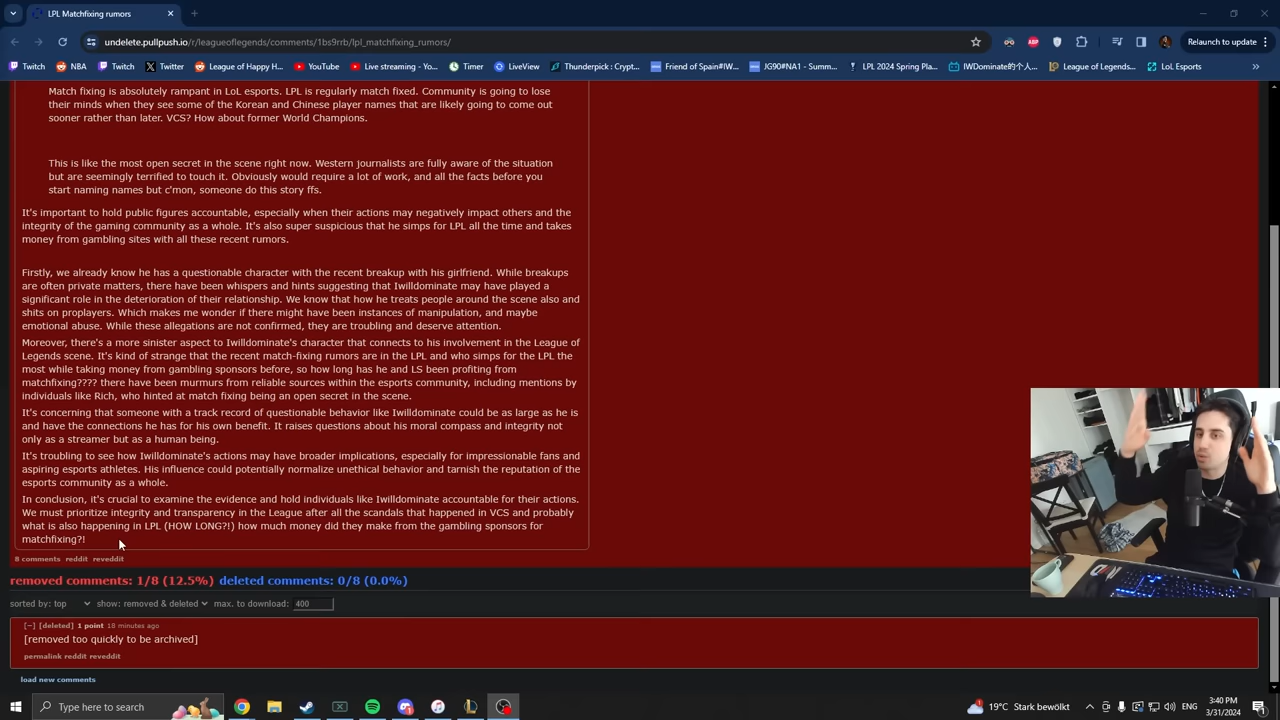 LPL Matchfixing rumors
undelete.pullpush.io/r/leagueoflegends/comments/1bs9rrb/lpl_matchfixing_rumors/
Relaunch to update
Twitch
NBA
Twitch
Twitter
League of Happy H...
YouTube
Live streaming - Yo...
Timer
LiveView
Thunderpick : Crypt...
Friend of Spain#IW...
JG90#NA1 - Summ...
LPL 2024 Spring Pla...
IWDominate的个人...
League of Legends...
LoL Esports
Match fixing is absolutely rampant in LoL esports. LPL is regularly match fixed. Community is going to lose
their minds when they see some of the Korean and Chinese player names that are likely going to come out
sooner rather than later. VCS? How about former World Champions.
This is like the most open secret in the scene right now. Western journalists are fully aware of the situation
but are seemingly terrified to touch it. Obviously would require a lot of work, and all the facts before you
start naming names but c'mon, someone do this story ffs.
It's important to hold public figures accountable, especially when their actions may negatively impact others and the
integrity of the gaming community as a whole. It's also super suspicious that he simps for LPL all the time and takes
money from gambling sites with all these recent rumors.
Firstly, we already know he has a questionable character with the recent breakup with his girlfriend. While breakups
are often private matters, there have been whispers and hints suggesting that Iwilldominate may have played a
significant role in the deterioration of their relationship. We know that how he treats people around the scene also and
shits on proplayers. Which makes me wonder if there might have been instances of manipulation, and maybe
emotional abuse. While these allegations are not confirmed, they are troubling and deserve attention.
Moreover, there's a more sinister aspect to Iwilldominate's character that connects to his involvement in the League of
Legends scene. It's kind of strange that the recent match-fixing rumors are in the LPL and who simps for the LPL the
most while taking money from gambling sponsors before, so how long has he and LS been profiting from
matchfixing???? there have been murmurs from reliable sources within the esports community, including mentions by
individuals like Rich, who hinted at match fixing being an open secret in the scene.
It's concerning that someone with a track record of questionable behavior like Iwilldominate could be as large as he is
and have the connections he has for his own benefit. It raises questions about his moral compass and integrity not
only as a streamer but as a human being.
It's troubling to see how Iwilldominate's actions may have broader implications, especially for impressionable fans and
aspiring esports athletes. His influence could potentially normalize unethical behavior and tarnish the reputation of the
esports community as a whole.
In conclusion, it's crucial to examine the evidence and hold individuals like Iwilldominate accountable for their actions.
We must prioritize integrity and transparency in the League after all the scandals that happened in VCS and probably
what is also happening in LPL (HOW LONG?!) how much money did they make from the gambling sponsors for
matchfixing?!
8 comments reddit reveddit
removed comments: 1/8 (12.5%) deleted comments: 0/8 (0.0%)
sorted by: top show: removed & deleted max. to download: 400
[−] [deleted] 1 point 18 minutes ago
[removed too quickly to be archived]
permalink reddit reveddit
load new comments
Type here to search
19°C Stark bewölkt
ENG
3:40 PM
3/31/2024